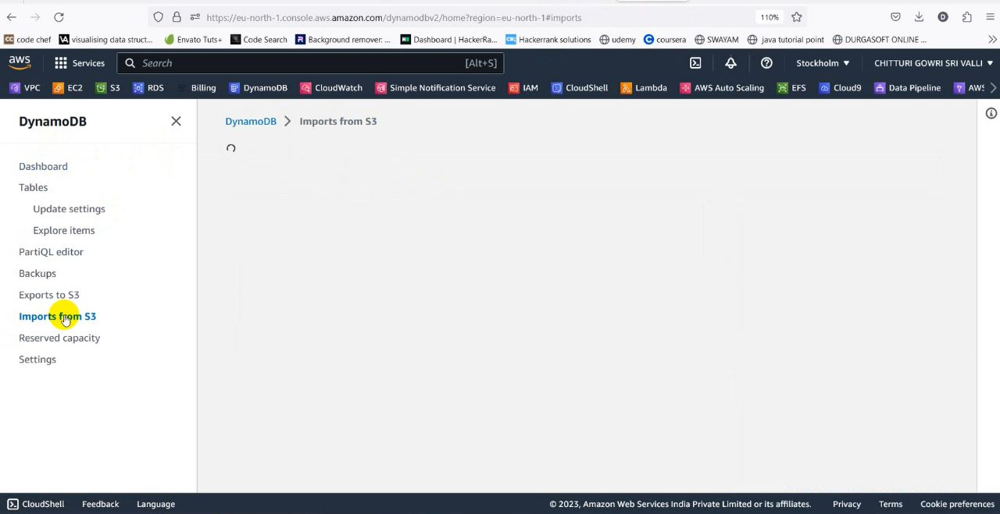 https://eu-north-1.console.aws.amazon.com/dynamodbv2/home?region=eu-north-1#imports 110%
CC code chef VA visualising data struct... Envato Tuts+ Code Search R Background remover: ... Dashboard | HackerRa... Hackerrank solutions udemy coursera SWAYAM java tutorial point DURGASOFT ONLINE ...
aws Services Search [Alt+S] Stockholm CHITTURI GOWRI SRI VALLI
VPC EC2 S3 RDS Billing DynamoDB CloudWatch Simple Notification Service IAM CloudShell Lambda AWS Auto Scaling EFS Cloud9 Data Pipeline AWS
DynamoDB
DynamoDB Imports from S3
Dashboard
Tables
Update settings
Explore items
PartiQL editor
Backups
Exports to S3
Imports from S3
Reserved capacity
Settings
CloudShell Feedback Language © 2023, Amazon Web Services India Private Limited or its affiliates. Privacy Terms Cookie preferences